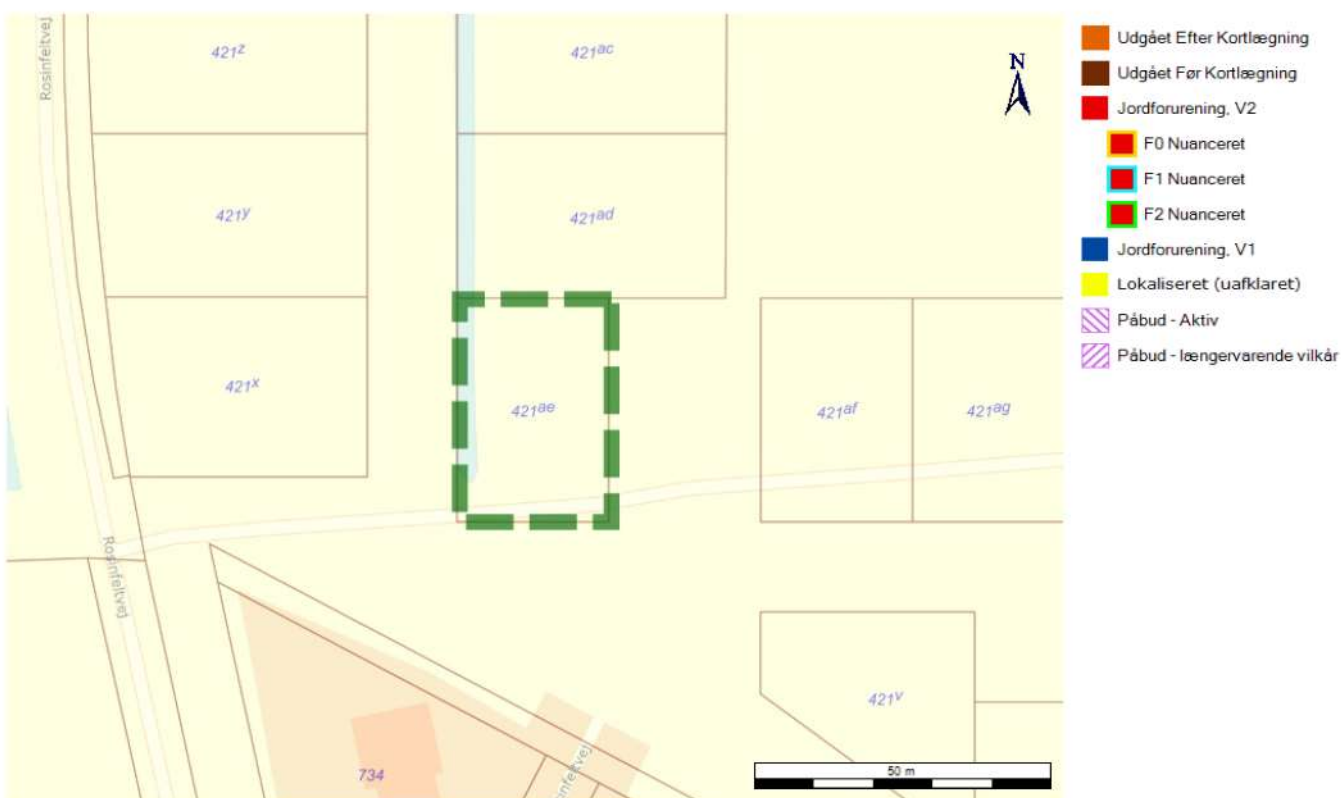 Rosinfeltvej
421z
421ac
N
421y
421ad
421x
421ae
421af
421ag
Rosinfeltvej
421v
734
50 m
Udgået Efter Kortlægning
Udgået Før Kortlægning
Jordforurening, V2
F0 Nuanceret
F1 Nuanceret
F2 Nuanceret
Jordforurening, V1
Lokaliseret (uafklaret)
Påbud - Aktiv
Påbud - længervarende vilkår